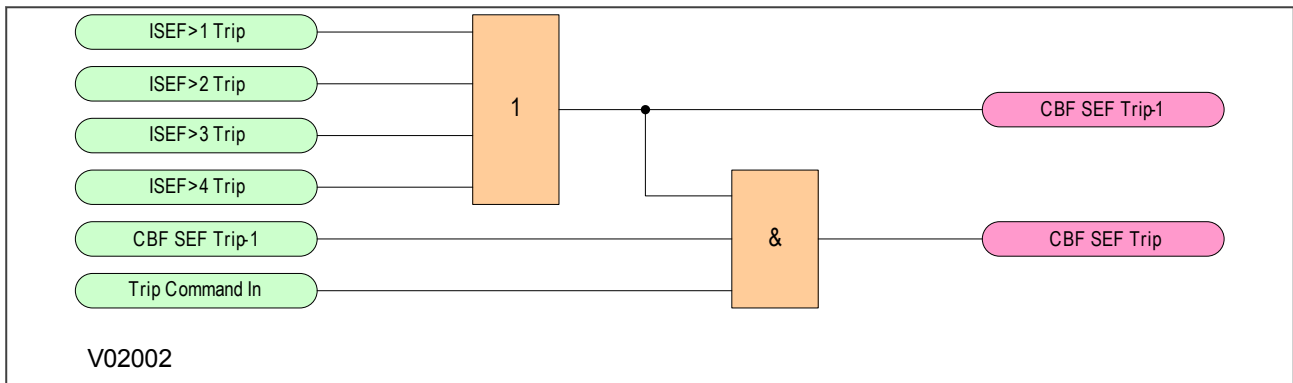 ISEF>1 Trip
ISEF>2 Trip
1
CBF SEF Trip-1
ISEF>3 Trip
ISEF>4 Trip
CBF SEF Trip-1
&
CBF SEF Trip
Trip Command In
V02002